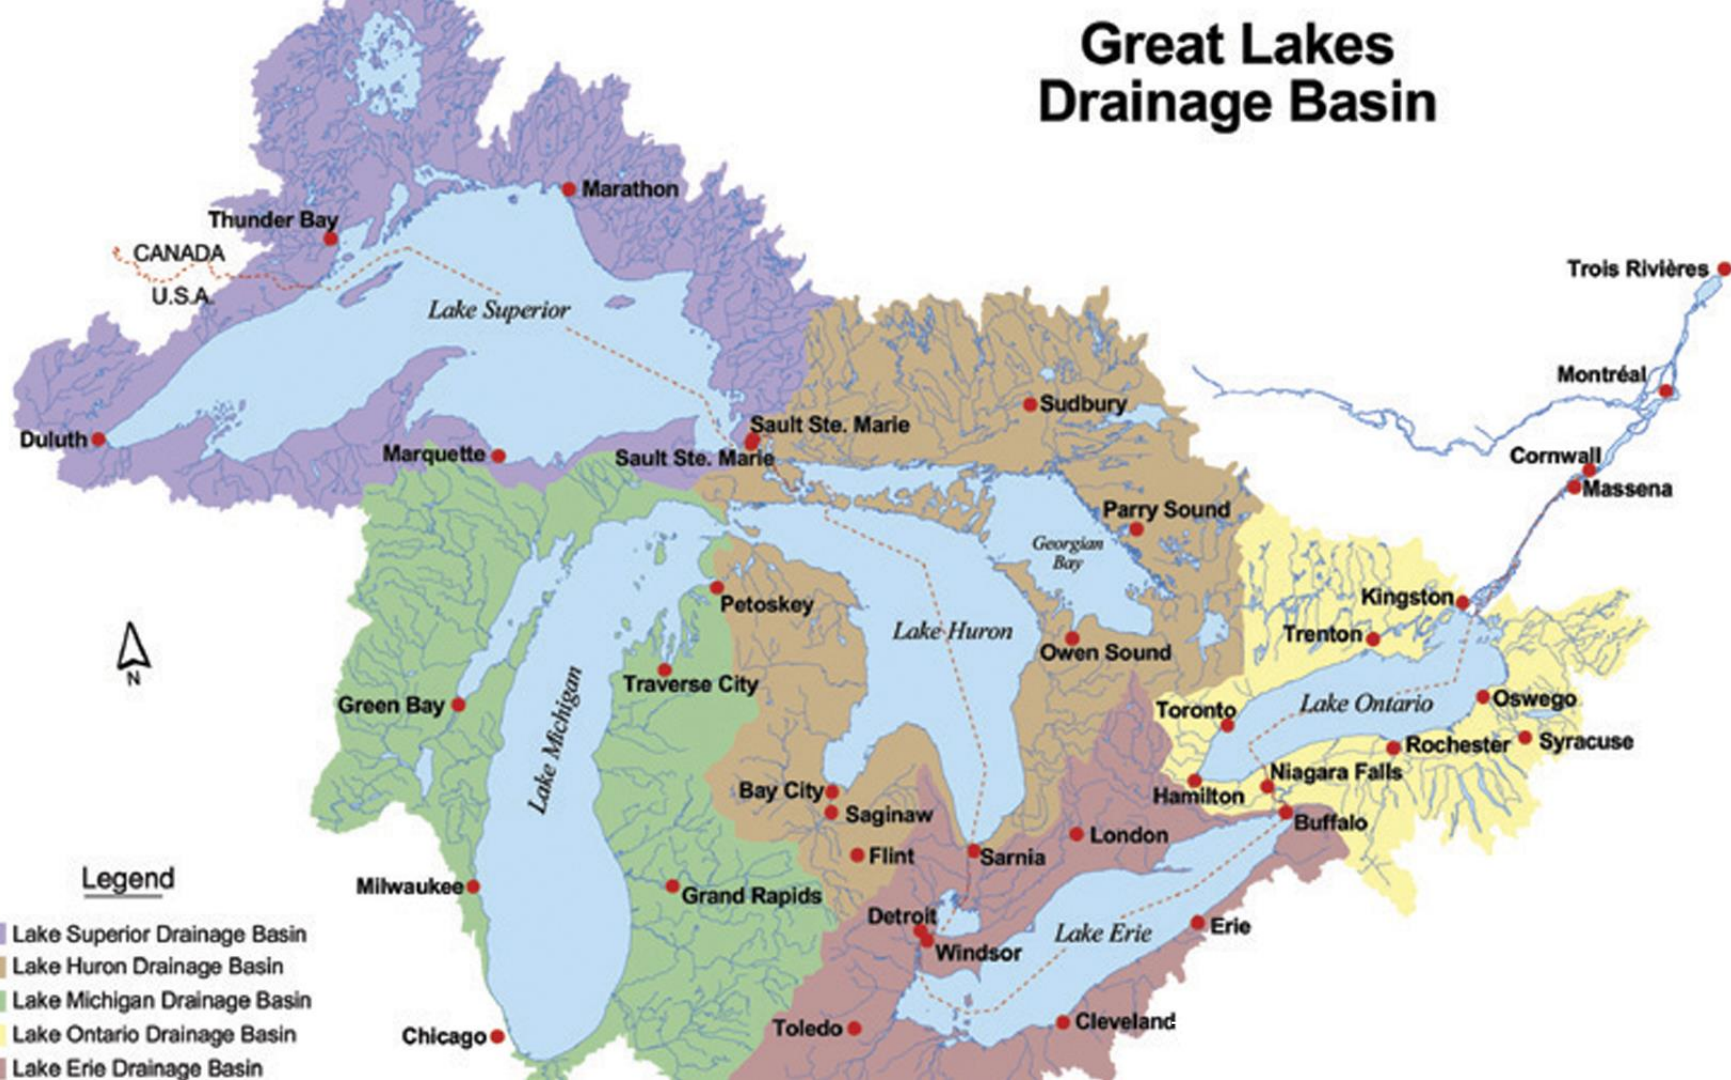 Great Lakes
Drainage Basin
Marathon
Thunder Bay
CANADA
U.S.A.
Trois Rivières
Lake Superior
Montréal
Sudbury
Sault Ste. Marie
Duluth
Marquette
Sault Ste. Marie
Cornwall
Massena
Parry Sound
Georgian
Bay
Kingston
Petoskey
Lake Huron
Trenton
Owen Sound
Traverse City
Green Bay
Lake Michigan
Lake Ontario
Oswego
Toronto
Rochester
Syracuse
Niagara Falls
Bay City
Hamilton
Saginaw
Buffalo
London
Flint
Sarnia
Milwaukee
Grand Rapids
Detroit
Erie
Lake Erie
Windsor
Toledo
Cleveland
Chicago
N
Legend
Lake Superior Drainage Basin
Lake Huron Drainage Basin
Lake Michigan Drainage Basin
Lake Ontario Drainage Basin
Lake Erie Drainage Basin